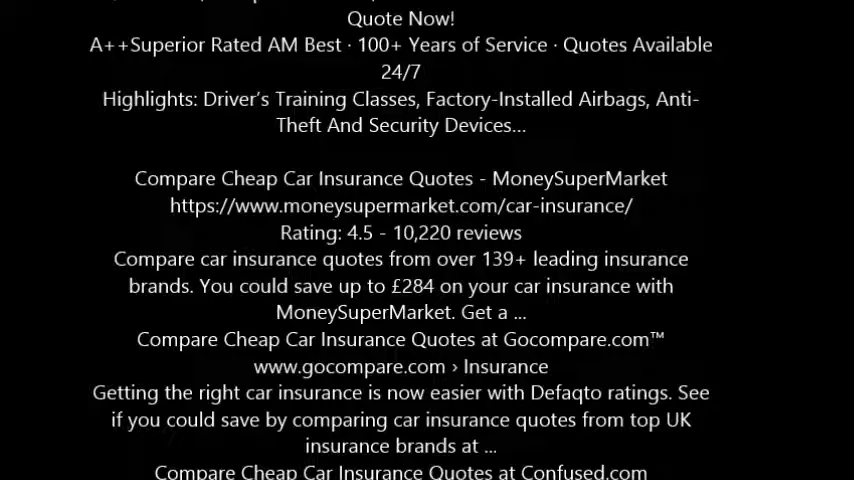 Quote Now!
A++Superior Rated AM Best · 100+ Years of Service · Quotes Available
24/7
Highlights: Driver’s Training Classes, Factory-Installed Airbags, Anti-
Theft And Security Devices…
Compare Cheap Car Insurance Quotes - MoneySuperMarket
https://www.moneysupermarket.com/car-insurance/
Rating: 4.5 - 10,220 reviews
Compare car insurance quotes from over 139+ leading insurance
brands. You could save up to £284 on your car insurance with
MoneySuperMarket. Get a ...
Compare Cheap Car Insurance Quotes at Gocompare.com™
www.gocompare.com › Insurance
Getting the right car insurance is now easier with Defaqto ratings. See
if you could save by comparing car insurance quotes from top UK
insurance brands at ...
Compare Cheap Car Insurance Quotes at Confused.com